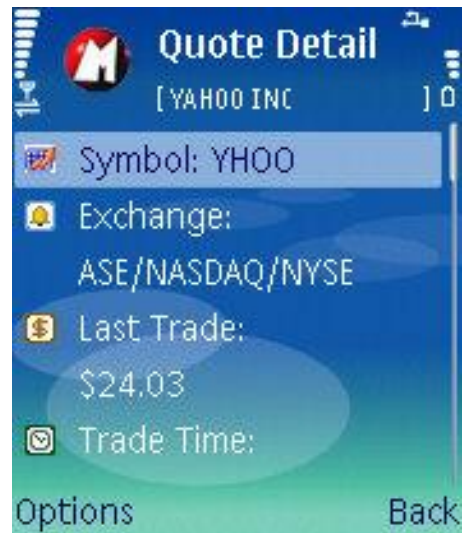 Quote Detail
[ YAHOO INC ]
Symbol: YHOO
Exchange:
ASE/NASDAQ/NYSE
Last Trade:
$24.03
Trade Time:
Options Back